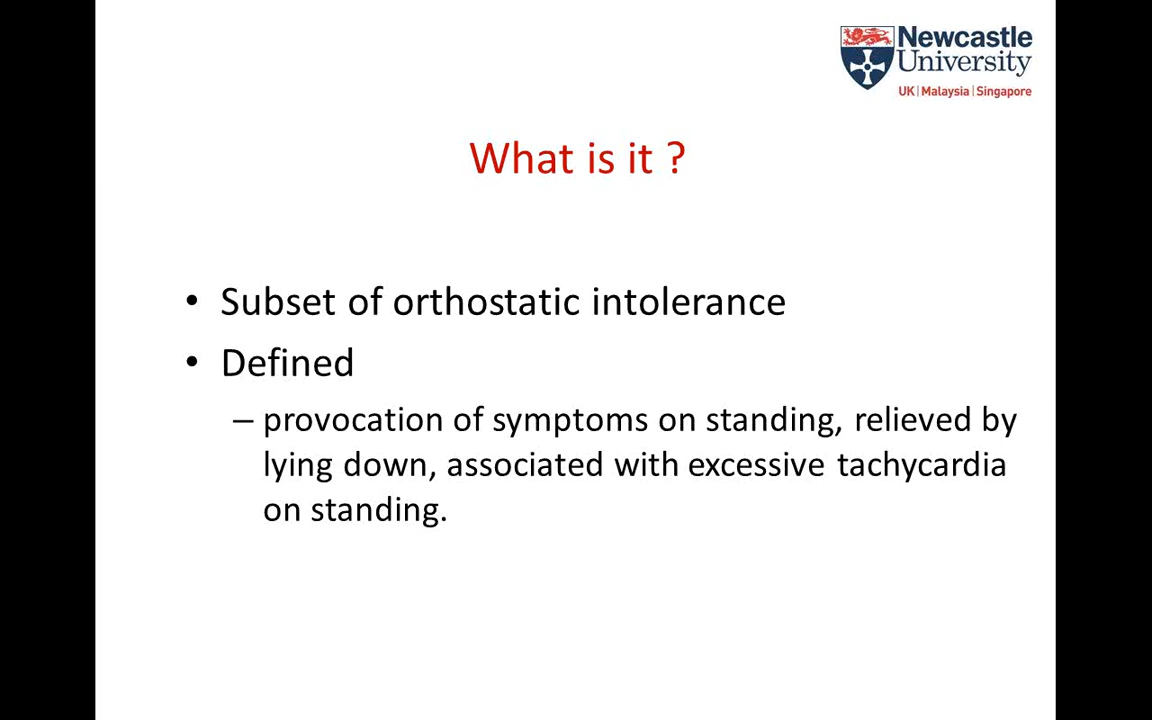 Newcastle
University
UK | Malaysia | Singapore
What is it ?
• Subset of orthostatic intolerance
• Defined
– provocation of symptoms on standing, relieved by
lying down, associated with excessive tachycardia
on standing.